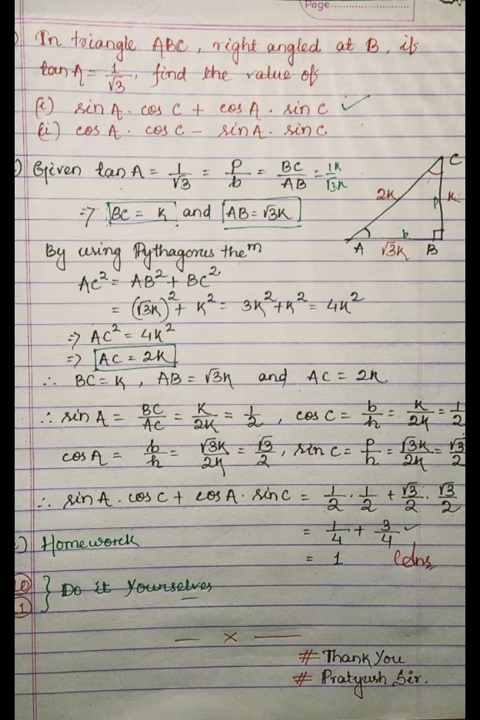 Page
) In triangle ABC, right angled at B, if
tan A = 1/√3, find the value of
(i) sin A · cos C + cos A · sin C ✓
(ii) cos A · cos C − sin A · sin C
) Given tan A = 1/√3 = P/b = BC/AB = 1K/√3K
⇒ BC = K and AB = √3K
C
2K
P
K
b
A √3K B
By using Pythagorus theᵐ
AC² = AB² + BC²
= (√3K)² + K² = 3K² + K² = 4K²
⇒ AC² = 4K²
⇒ AC = 2K
∴ BC = K, AB = √3K and AC = 2K
∴ sin A = BC/AC = K/2K = 1/2, cos C = b/h = K/2K = 1/2
cos A = b/h = √3K/2K = √3/2, sin C = P/h = √3K/2K = √3/2
∴ sin A · cos C + cos A · sin C = 1/2 · 1/2 + √3/2 · √3/2
= 1/4 + 3/4 ✓
= 1 Ans
) Homework
10
11 } Do it Yourselves
— × —
# Thank You
# Pratyush Sir.